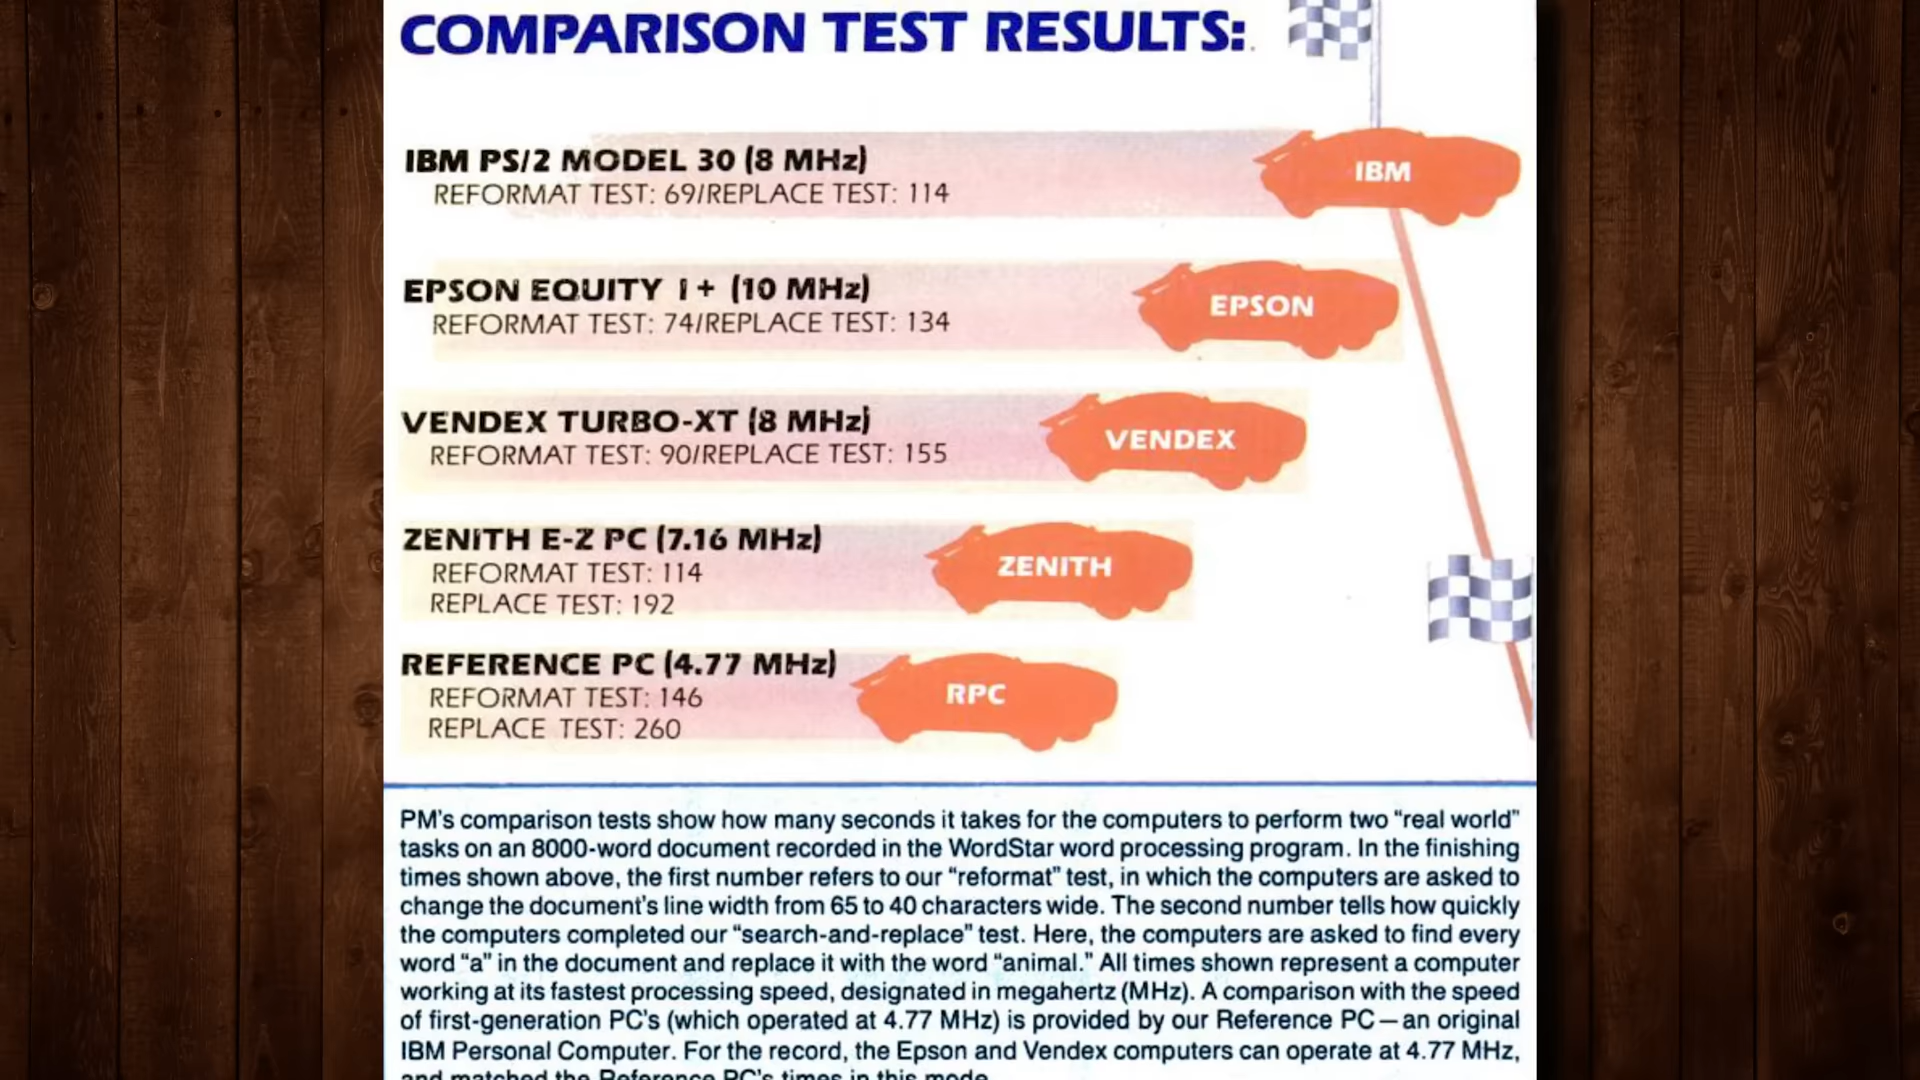 COMPARISON TEST RESULTS:
IBM PS/2 MODEL 30 (8 MHz)
REFORMAT TEST: 69/REPLACE TEST: 114
IBM
EPSON EQUITY I + (10 MHz)
REFORMAT TEST: 74/REPLACE TEST: 134
EPSON
VENDEX TURBO-XT (8 MHz)
REFORMAT TEST: 90/REPLACE TEST: 155
VENDEX
ZENITH E-Z PC (7.16 MHz)
REFORMAT TEST: 114
REPLACE TEST: 192
ZENITH
REFERENCE PC (4.77 MHz)
REFORMAT TEST: 146
REPLACE TEST: 260
RPC
PM's comparison tests show how many seconds it takes for the computers to perform two “real world”
tasks on an 8000-word document recorded in the WordStar word processing program. In the finishing
times shown above, the first number refers to our “reformat” test, in which the computers are asked to
change the document's line width from 65 to 40 characters wide. The second number tells how quickly
the computers completed our “search-and-replace” test. Here, the computers are asked to find every
word “a” in the document and replace it with the word “animal.” All times shown represent a computer
working at its fastest processing speed, designated in megahertz (MHz). A comparison with the speed
of first-generation PC's (which operated at 4.77 MHz) is provided by our Reference PC—an original
IBM Personal Computer. For the record, the Epson and Vendex computers can operate at 4.77 MHz,
and matched the Reference PC's times in this mode.